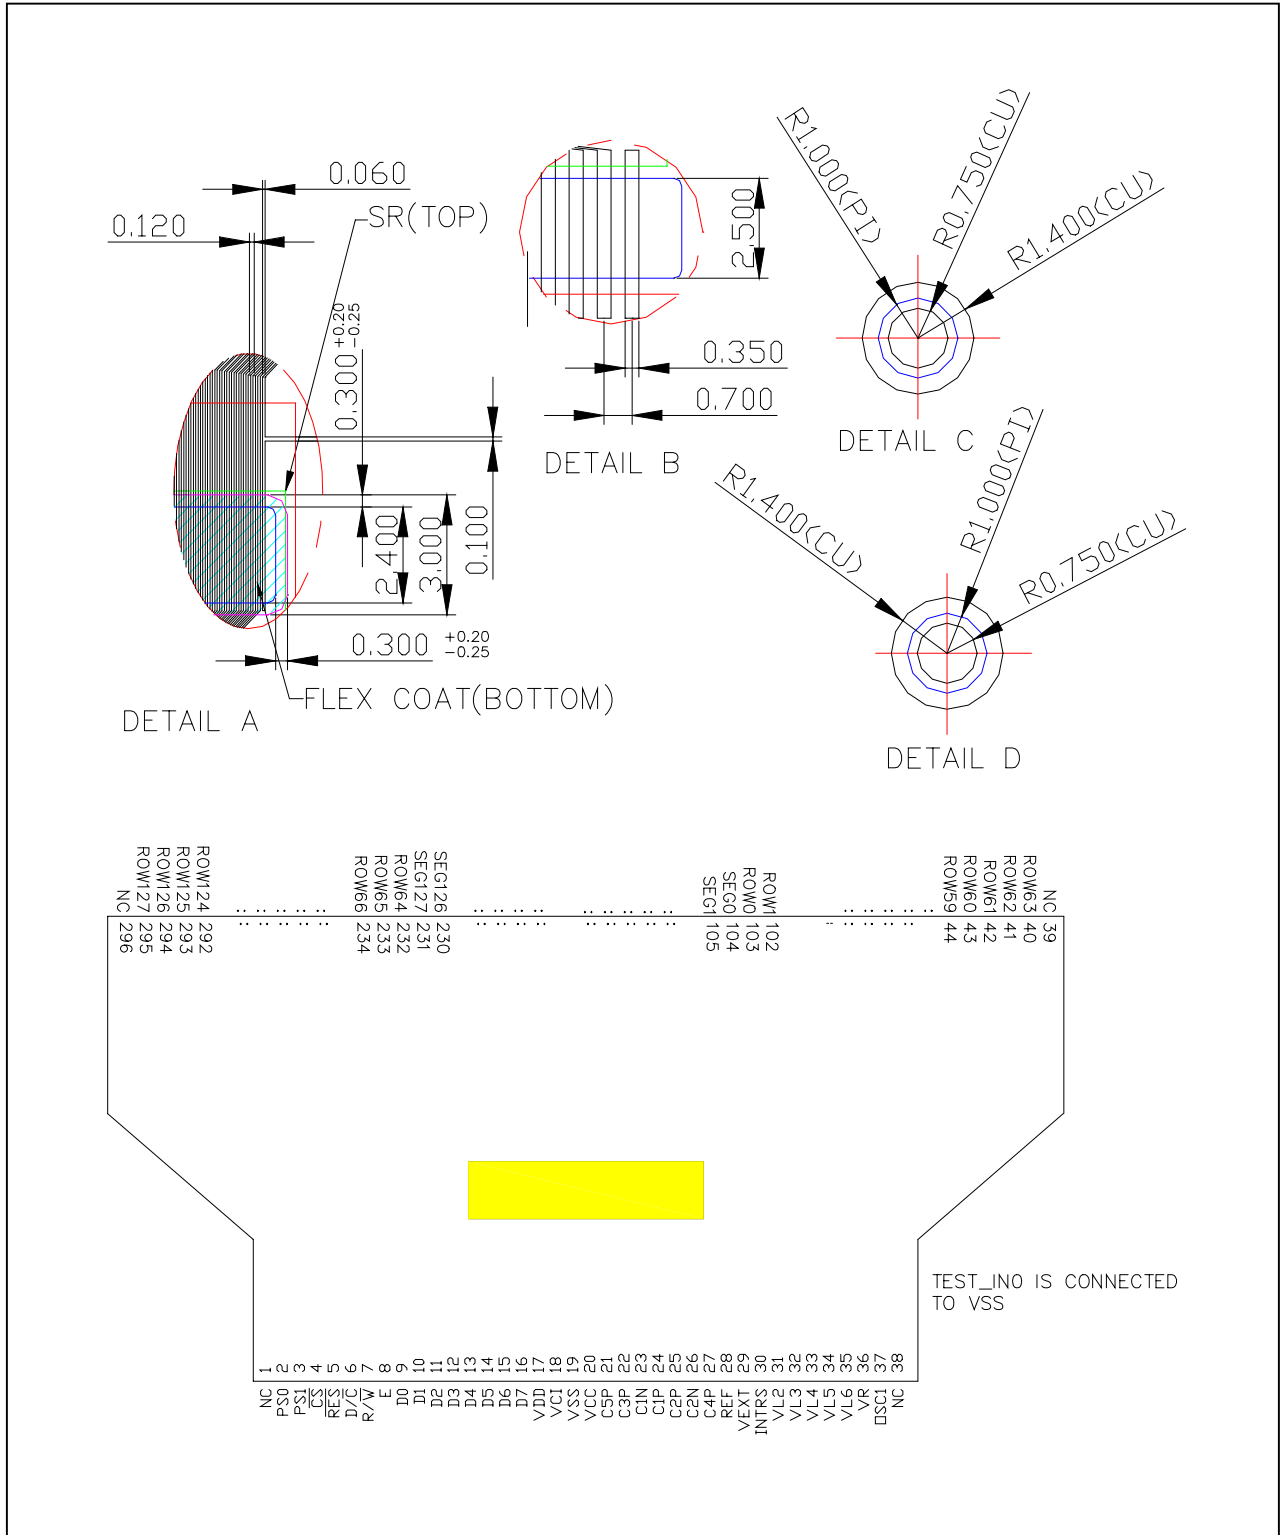 0.060
SR(TOP)
0.120
0.300 +0.20 -0.25
2.400
3.000
0.100
0.300 +0.20 -0.25
FLEX COAT(BOTTOM)
DETAIL A
2.500
0.350
0.700
DETAIL B
R1.000(PI)
R0.750(CU)
R1.400(CU)
DETAIL C
R1.400(CU)
R1.000(PI)
R0.750(CU)
DETAIL D
NC 296
ROW127 295
ROW126 294
ROW125 293
ROW124 292
ROW66 234
ROW65 233
ROW64 232
SEG127 231
SEG126 230
SEG1 105
SEG0 104
ROW0 103
ROW1 102
ROW59 44
ROW60 43
ROW61 42
ROW62 41
ROW63 40
NC 39
TEST_IN0 IS CONNECTED
TO VSS
NC 1
PS0 2
PS1 3
CS 4
RES 5
D/C 6
R/W 7
E 8
D0 9
D1 10
D2 11
D3 12
D4 13
D5 14
D6 15
D7 16
VDD 17
VCI 18
VSS 19
VCC 20
C5P 21
C3P 22
C1N 23
C1P 24
C2P 25
C2N 26
C4P 27
REF 28
VEXT 29
INTRS 30
VL2 31
VL3 32
VL4 33
VL5 34
VL6 35
VR 36
OSC1 37
NC 38